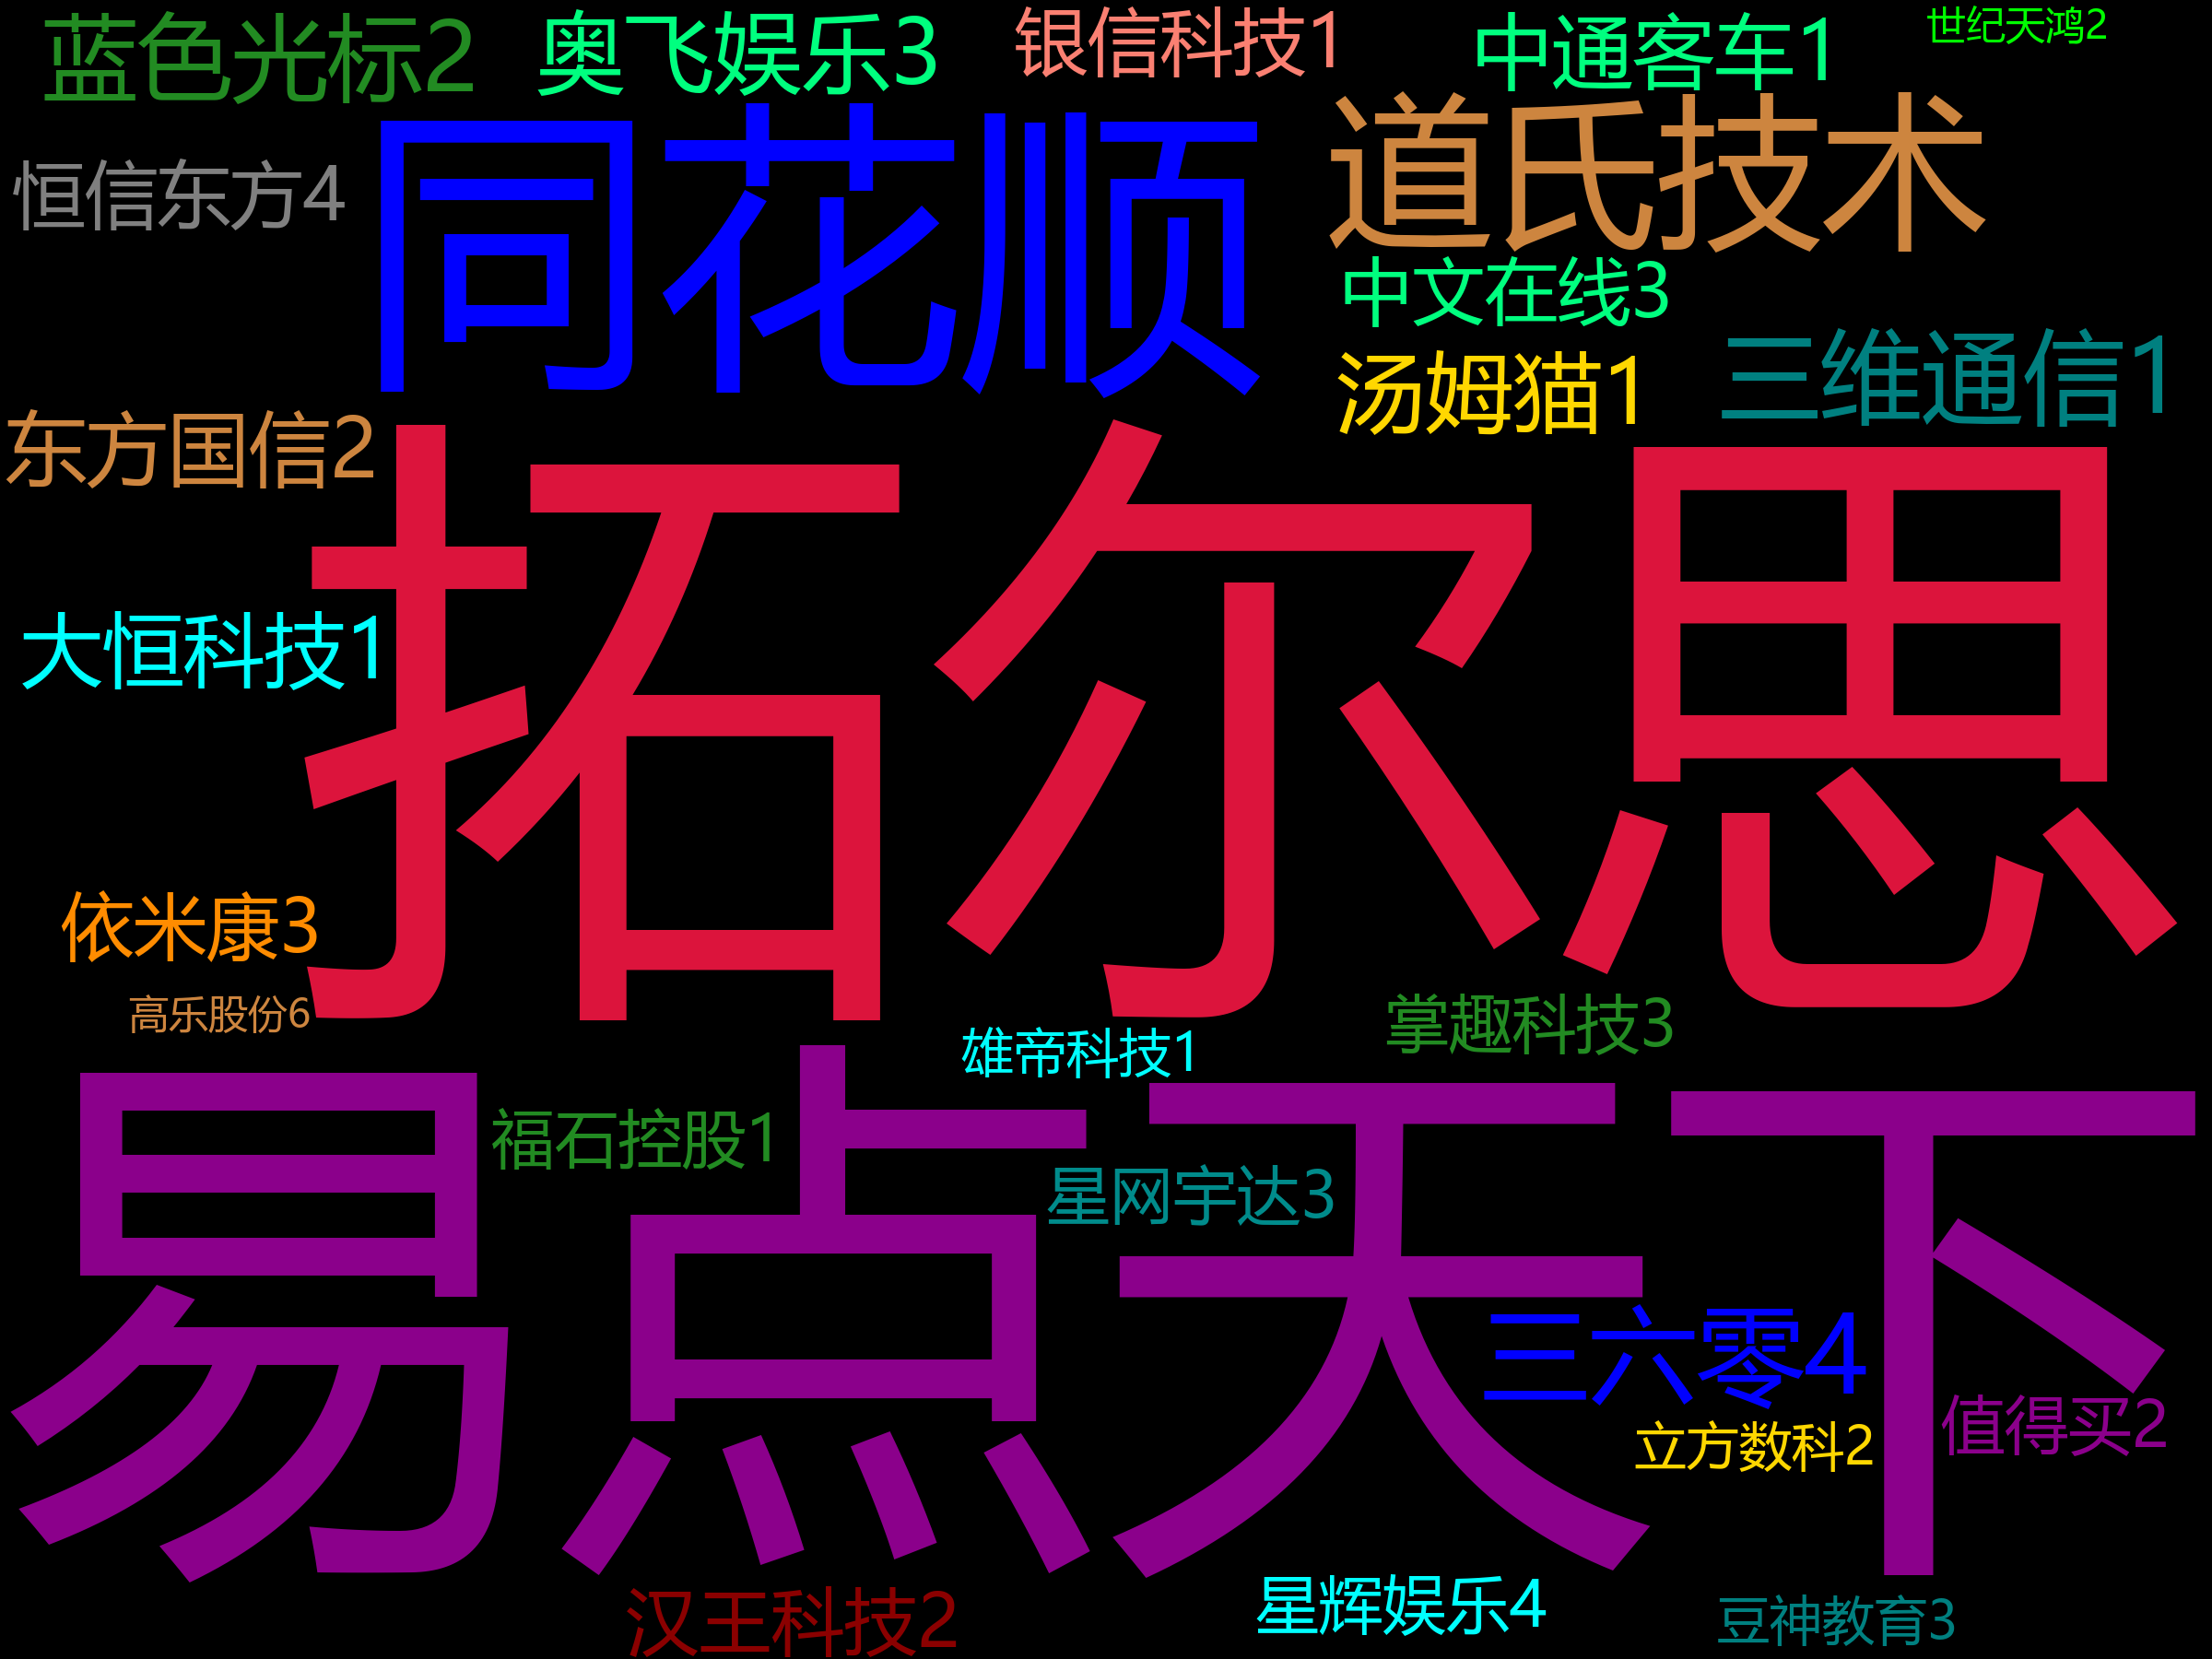 蓝色光标2
奥飞娱乐3
银信科技1
中通客车1
世纪天鸿2
恒信东方4
同花顺
道氏技术
中文在线3
三维通信1
汤姆猫1
东方国信2
拓尔思
大恒科技1
依米康3
高乐股份6
雄帝科技1
掌趣科技3
易点天下
福石控股1
星网宇达3
三六零4
值得买2
立方数科2
汉王科技2
星辉娱乐4
豆神教育3